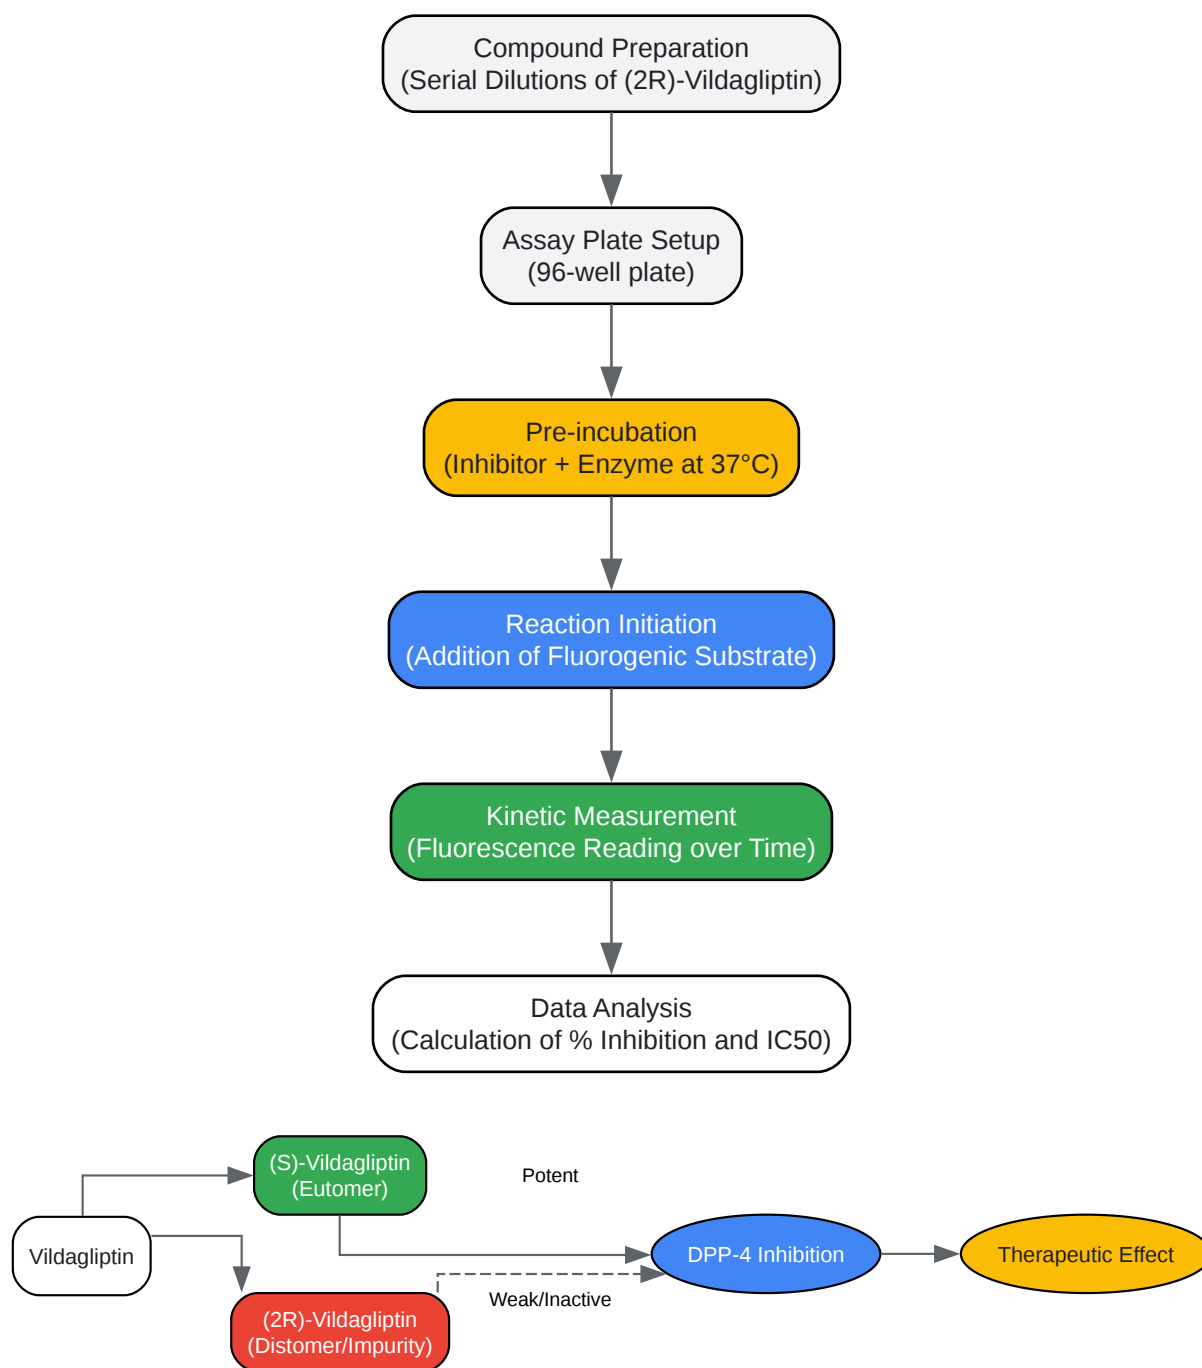 Compound Preparation
(Serial Dilutions of (2R)-Vildagliptin)
Assay Plate Setup
(96-well plate)
Pre-incubation
(Inhibitor + Enzyme at 37°C)
Reaction Initiation
(Addition of Fluorogenic Substrate)
Kinetic Measurement
(Fluorescence Reading over Time)
Data Analysis
(Calculation of % Inhibition and IC50)
(S)-Vildagliptin
(Eutomer)
Potent
Vildagliptin
DPP-4 Inhibition
Therapeutic Effect
Weak/Inactive
(2R)-Vildagliptin
(Distomer/Impurity)